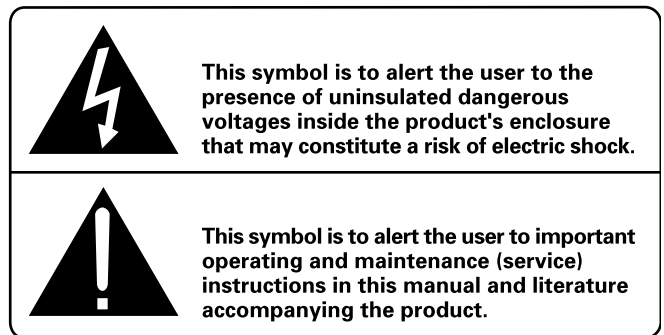 This symbol is to alert the user to the
presence of uninsulated dangerous
voltages inside the product's enclosure
that may constitute a risk of electric shock.
This symbol is to alert the user to important
operating and maintenance (service)
instructions in this manual and literature
accompanying the product.